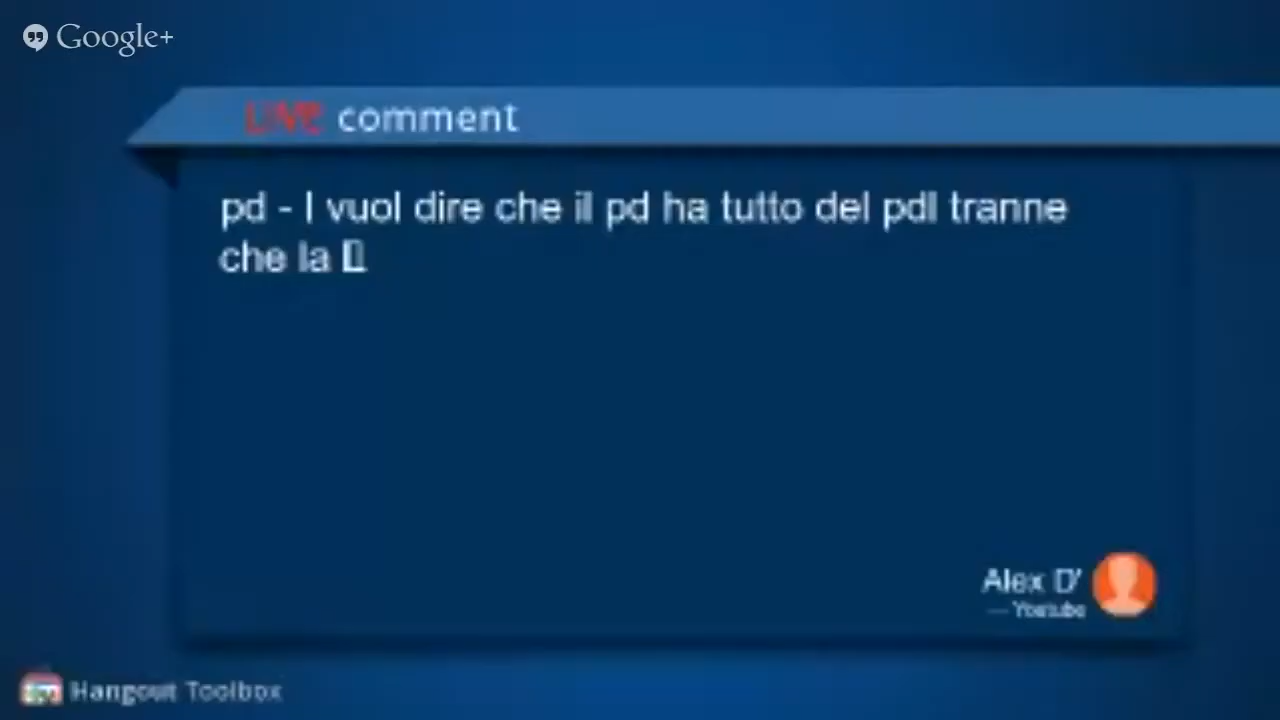 Google+
LIVE comment
pd - l vuol dire che il pd ha tutto del pdl tranne
che la
Alex D'
— Youtube
Hangout Toolbox